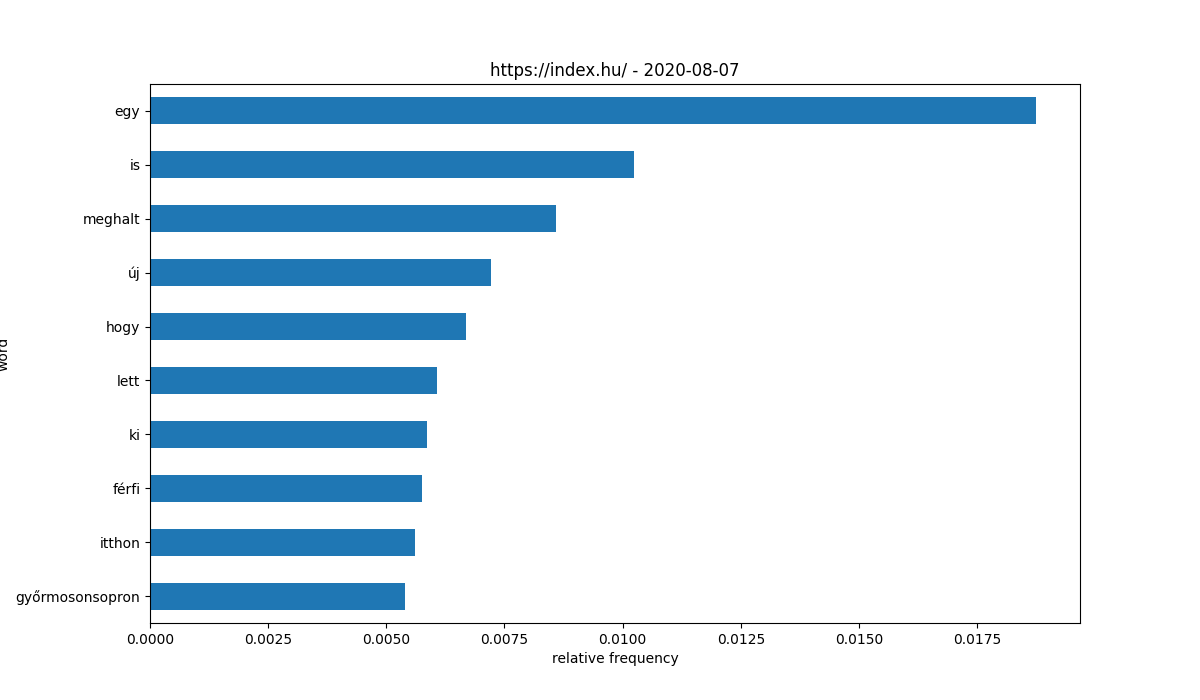 https://index.hu/ - 2020-08-07
egy
is
meghalt
új
hogy
lett
ki
férfi
itthon
győrmosonsopron
word
0.0000 0.0025 0.0050 0.0075 0.0100 0.0125 0.0150 0.0175
relative frequency